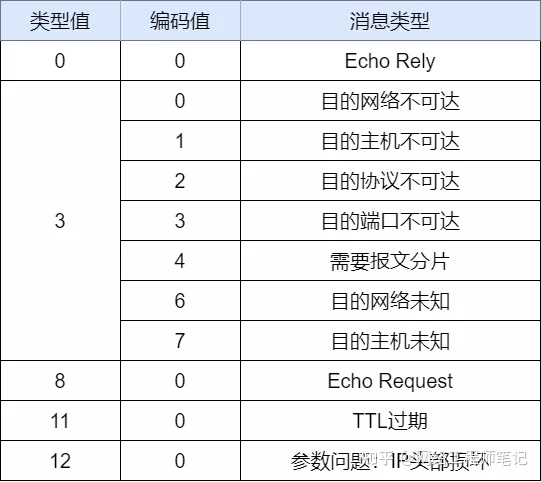 类型值 编码值 消息类型
0 0 Echo Rely
0 目的网络不可达
1 目的主机不可达
2 目的协议不可达
3 3 目的端口不可达
4 需要报文分片
6 目的网络未知
7 目的主机未知
8 0 Echo Request
11 0 TTL过期
12 0 参数问题：IP头部损坏
知乎 @网络工程师笔记